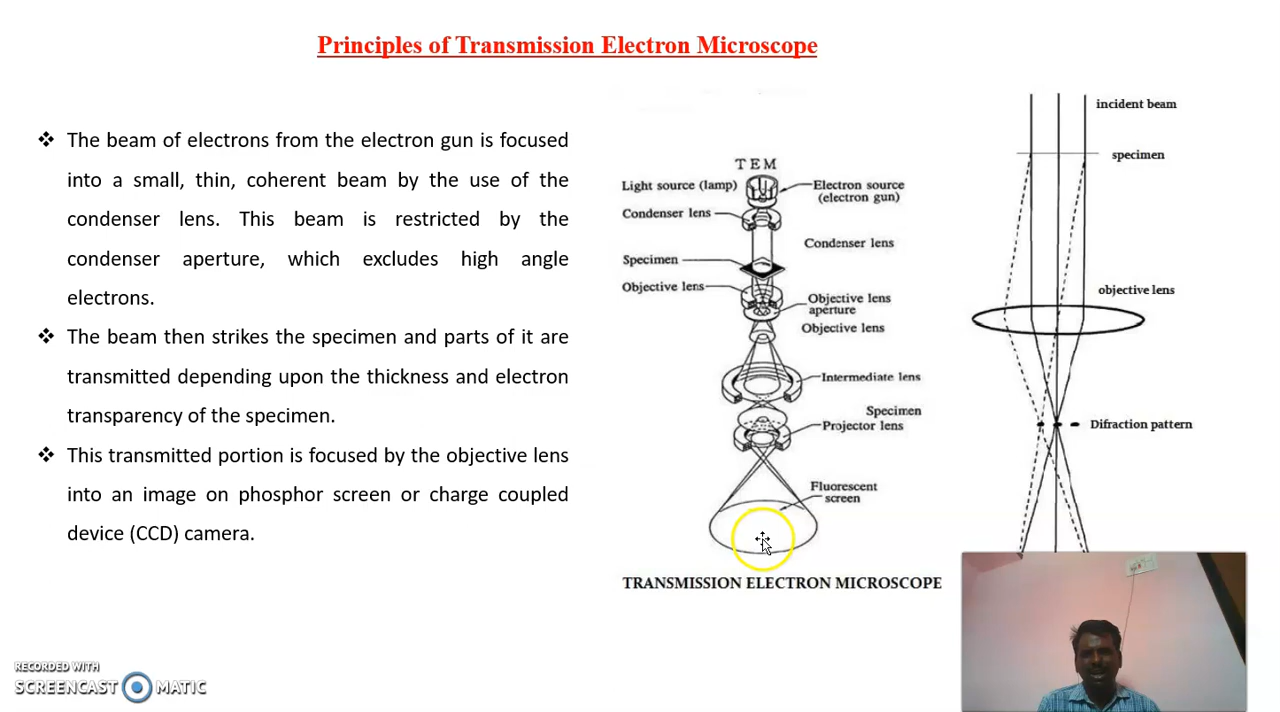 Principles of Transmission Electron Microscope
❖ The beam of electrons from the electron gun is focused
into a small, thin, coherent beam by the use of the
condenser lens. This beam is restricted by the
condenser aperture, which excludes high angle
electrons.
❖ The beam then strikes the specimen and parts of it are
transmitted depending upon the thickness and electron
transparency of the specimen.
❖ This transmitted portion is focused by the objective lens
into an image on phosphor screen or charge coupled
device (CCD) camera.
TEM
Light source (lamp)
Electron source
(electron gun)
Condenser lens
Condenser lens
Specimen
Objective lens
Objective lens
aperture
Objective lens
Intermediate lens
Specimen
Projector lens
Fluorescent
screen
TRANSMISSION ELECTRON MICROSCOPE
incident beam
specimen
objective lens
Difraction pattern
RECORDED WITH
SCREENCAST MATIC